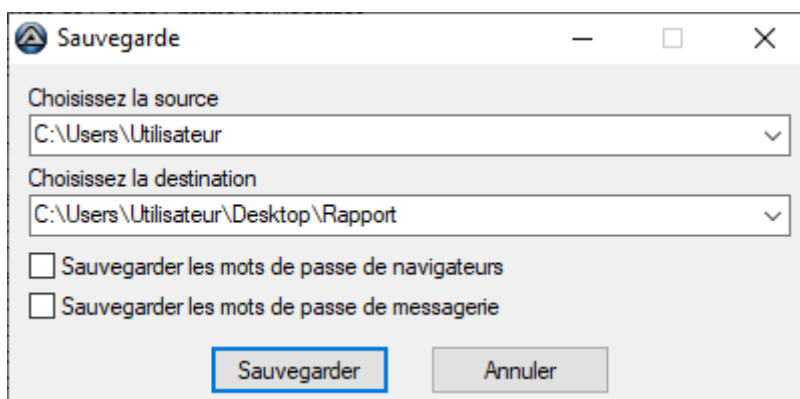 Sauvegarde
Choisissez la source
C:\Users\Utilisateur
Choisissez la destination
C:\Users\Utilisateur\Desktop\Rapport
Sauvegarder les mots de passe de navigateurs
Sauvegarder les mots de passe de messagerie
Sauvegarder Annuler